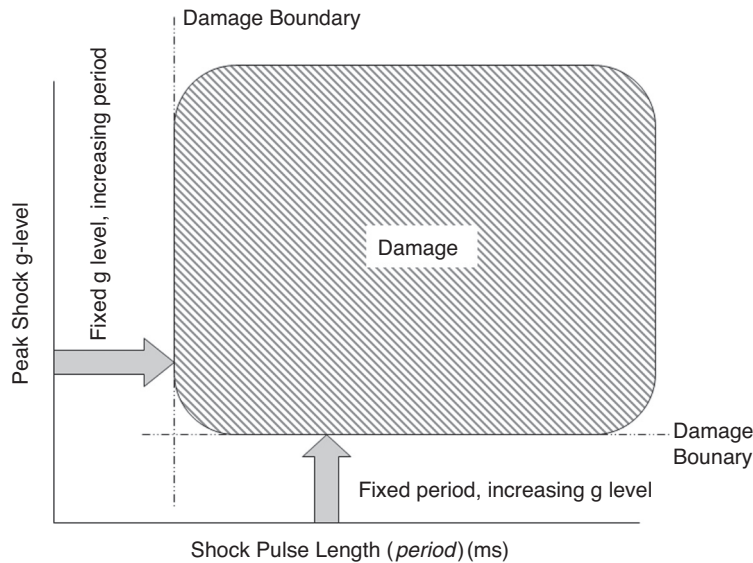 Damage Boundary
Peak Shock g-level
Fixed g level, increasing period
Damage
Damage
Bounary
Fixed period, increasing g level
Shock Pulse Length (period) (ms)